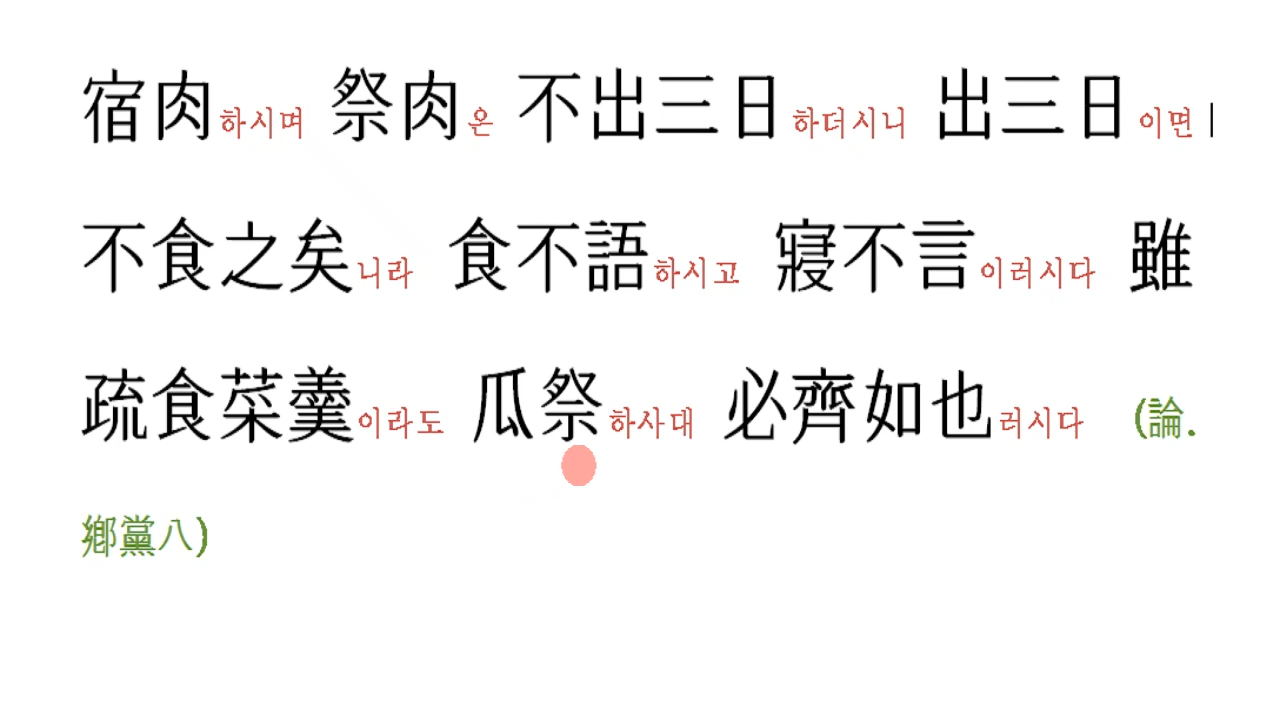 宿肉하시며 祭肉은 不出三日하더시니 出三日이면
不食之矣니라 食不語하시고 寢不言이러시다 雖
疏食菜羹이라도 瓜祭하사대 必齊如也러시다 (論.
鄕黨八)